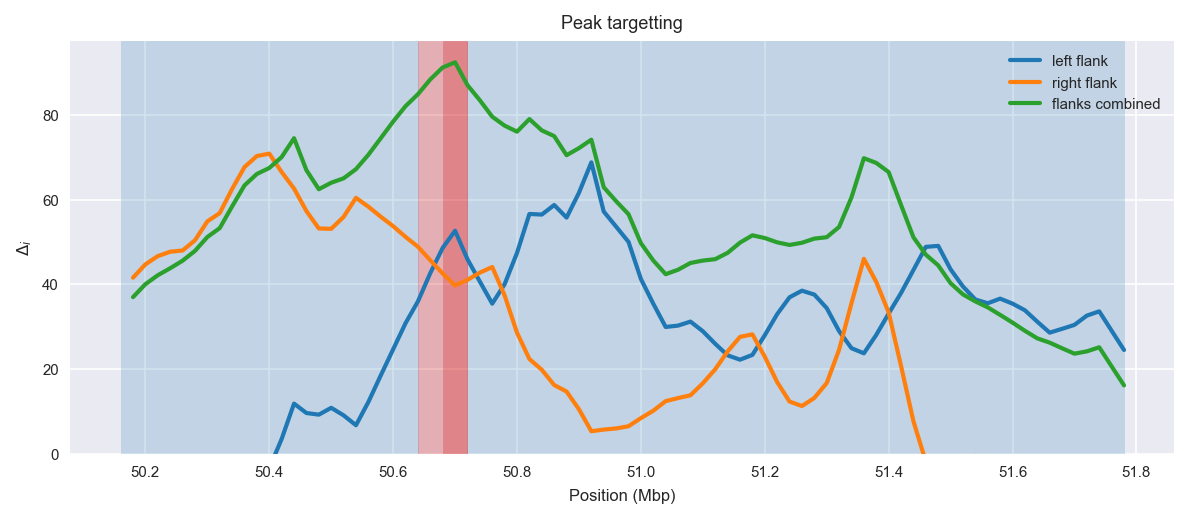 Peak targetting
left flank
right flank
flanks combined
Δi
80
60
40
20
0
50.2 50.4 50.6 50.8 51.0 51.2 51.4 51.6 51.8
Position (Mbp)